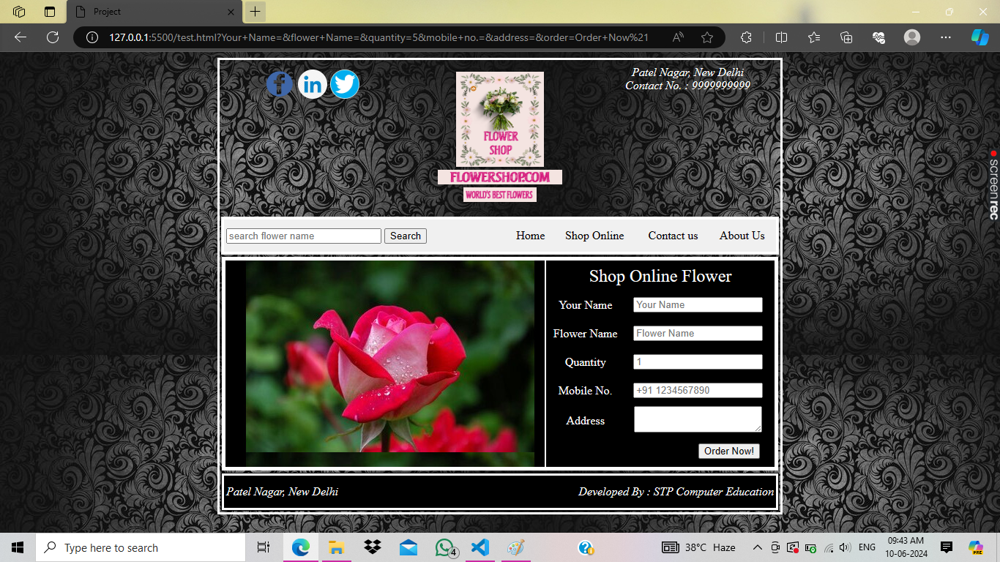 Project
127.0.0.1:5500/test.html?Your+Name=&flower+Name=&quantity=5&mobile+no.=&address=&order=Order+Now%21
Patel Nagar, New Delhi
Contact No. : 9999999999
FLOWER
SHOP
FLOWERSHOP.COM
WORLD'S BEST FLOWERS
search flower name Search Home Shop Online Contact us About Us
Shop Online Flower
Your Name Your Name
Flower Name Flower Name
Quantity 1
Mobile No. +91 1234567890
Address
Order Now!
Patel Nagar, New Delhi Developed By : STP Computer Education
screenrec
Type here to search 4 38°C Haze ENG 09:43 AM
10-06-2024
PRE